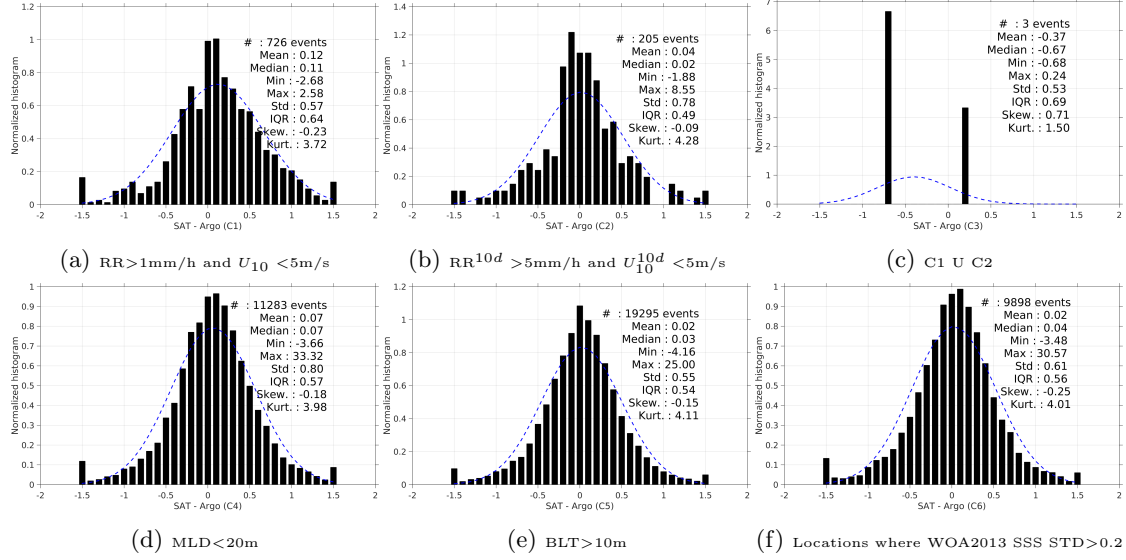 1.2
1
0.8
0.6
0.4
0.2
0
-2
-1.5
-1
-0.5
0
0.5
1
1.5
2
Normalized histogram
SAT - Argo (C1)
# : 726 events
Mean : 0.12
Median : 0.11
Min : -2.68
Max : 2.58
Std : 0.57
IQR : 0.64
Skew. : -0.23
Kurt. : 3.72
(a) RR>1mm/h and U10 <5m/s
1.4
1.2
1
0.8
0.6
0.4
0.2
0
-2
-1.5
-1
-0.5
0
0.5
1
1.5
2
Normalized histogram
SAT - Argo (C2)
# : 205 events
Mean : 0.04
Median : 0.02
Min : -1.88
Max : 8.55
Std : 0.78
IQR : 0.49
Skew. : -0.09
Kurt. : 4.28
(b) RR10d >5mm/h and U10d10 <5m/s
7
6
5
4
3
2
1
0
-2
-1.5
-1
-0.5
0
0.5
1
1.5
2
Normalized histogram
SAT - Argo (C3)
# : 3 events
Mean : -0.37
Median : -0.67
Min : -0.68
Max : 0.24
Std : 0.53
IQR : 0.69
Skew. : 0.71
Kurt. : 1.50
(c) C1 U C2
1
0.9
0.8
0.7
0.6
0.5
0.4
0.3
0.2
0.1
0
-2
-1.5
-1
-0.5
0
0.5
1
1.5
2
Normalized histogram
SAT - Argo (C4)
# : 11283 events
Mean : 0.07
Median : 0.07
Min : -3.66
Max : 33.32
Std : 0.80
IQR : 0.57
Skew. : -0.18
Kurt. : 3.98
(d) MLD<20m
1.2
1
0.8
0.6
0.4
0.2
0
-2
-1.5
-1
-0.5
0
0.5
1
1.5
2
Normalized histogram
SAT - Argo (C5)
# : 19295 events
Mean : 0.02
Median : 0.03
Min : -4.16
Max : 25.00
Std : 0.55
IQR : 0.54
Skew. : -0.15
Kurt. : 4.11
(e) BLT>10m
1
0.9
0.8
0.7
0.6
0.5
0.4
0.3
0.2
0.1
0
-2
-1.5
-1
-0.5
0
0.5
1
1.5
2
Normalized histogram
SAT - Argo (C6)
# : 9898 events
Mean : 0.02
Median : 0.04
Min : -3.48
Max : 30.57
Std : 0.61
IQR : 0.56
Skew. : -0.25
Kurt. : 4.01
(f) Locations where WOA2013 SSS STD>0.2